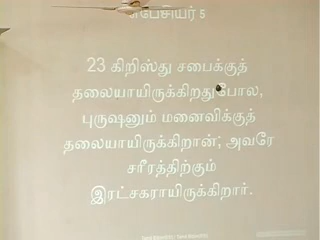 எபேசியர் 5
23 கிறிஸ்து சபைக்குத்
தலையாயிருக்கிறதுபோல,
புருஷனும் மனைவிக்குத்
தலையாயிருக்கிறான்; அவரே
சரீரத்திற்கும்
இரட்சகராயிருக்கிறார்.